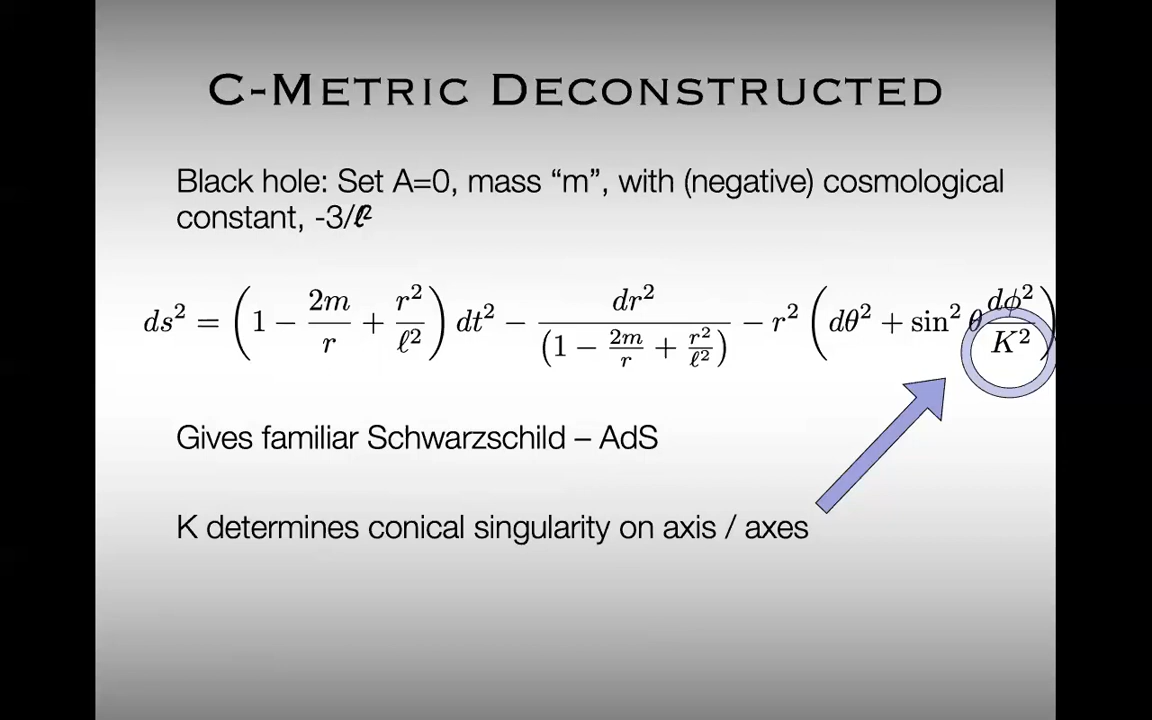 C-METRIC DECONSTRUCTED
Black hole: Set A=0, mass “m”, with (negative) cosmological
constant, -3/ℓ²
ds² = (1 − 2m/r + r²/ℓ²) dt² − dr²/(1 − 2m/r + r²/ℓ²) − r² (dθ² + sin² θ dϕ²/K²)
Gives familiar Schwarzschild – AdS
K determines conical singularity on axis / axes